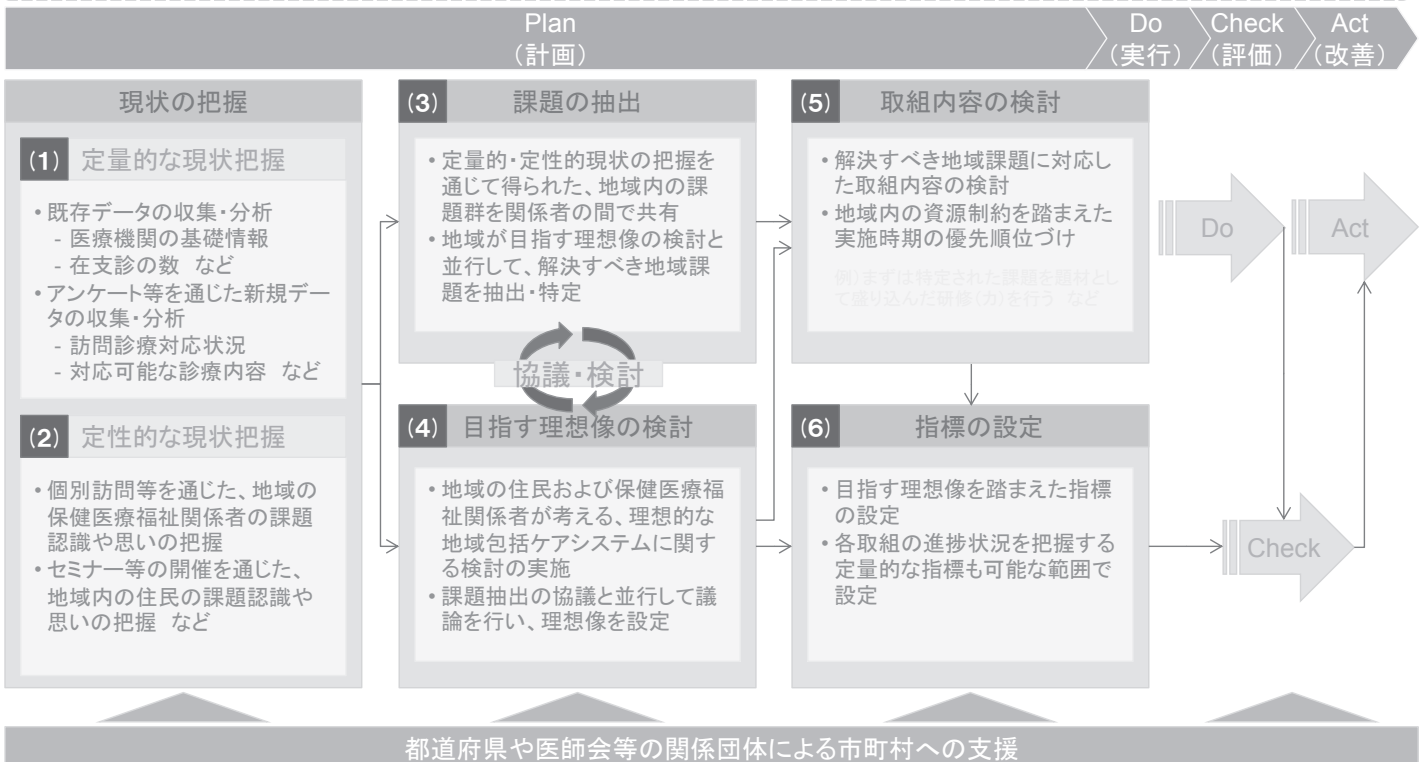 Plan
（計画）
Do
（実行）
Check
（評価）
Act
（改善）
現状の把握
(1) 定量的な現状把握
• 既存データの収集・分析
- 医療機関の基礎情報
- 在支診の数 など
• アンケート等を通じた新規デー
タの収集・分析
- 訪問診療対応状況
- 対応可能な診療内容 など
(2) 定性的な現状把握
• 個別訪問等を通じた、地域の
保健医療福祉関係者の課題
認識や思いの把握
• セミナー等の開催を通じた、
地域内の住民の課題認識や
思いの把握 など
(3) 課題の抽出
• 定量的・定性的現状の把握を
通じて得られた、地域内の課
題群を関係者の間で共有
• 地域が目指す理想像の検討と
並行して、解決すべき地域課
題を抽出・特定
協議・検討
(4) 目指す理想像の検討
• 地域の住民および保健医療福
祉関係者が考える、理想的な
地域包括ケアシステムに関す
る検討の実施
• 課題抽出の協議と並行して議
論を行い、理想像を設定
(5) 取組内容の検討
• 解決すべき地域課題に対応し
た取組内容の検討
• 地域内の資源制約を踏まえた
実施時期の優先順位づけ
例）まずは特定された課題を題材とし
て盛り込んだ研修（カ）を行う など
(6) 指標の設定
• 目指す理想像を踏まえた指標
の設定
• 各取組の進捗状況を把握する
定量的な指標も可能な範囲で
設定
Do
Act
Check
都道府県や医師会等の関係団体による市町村への支援